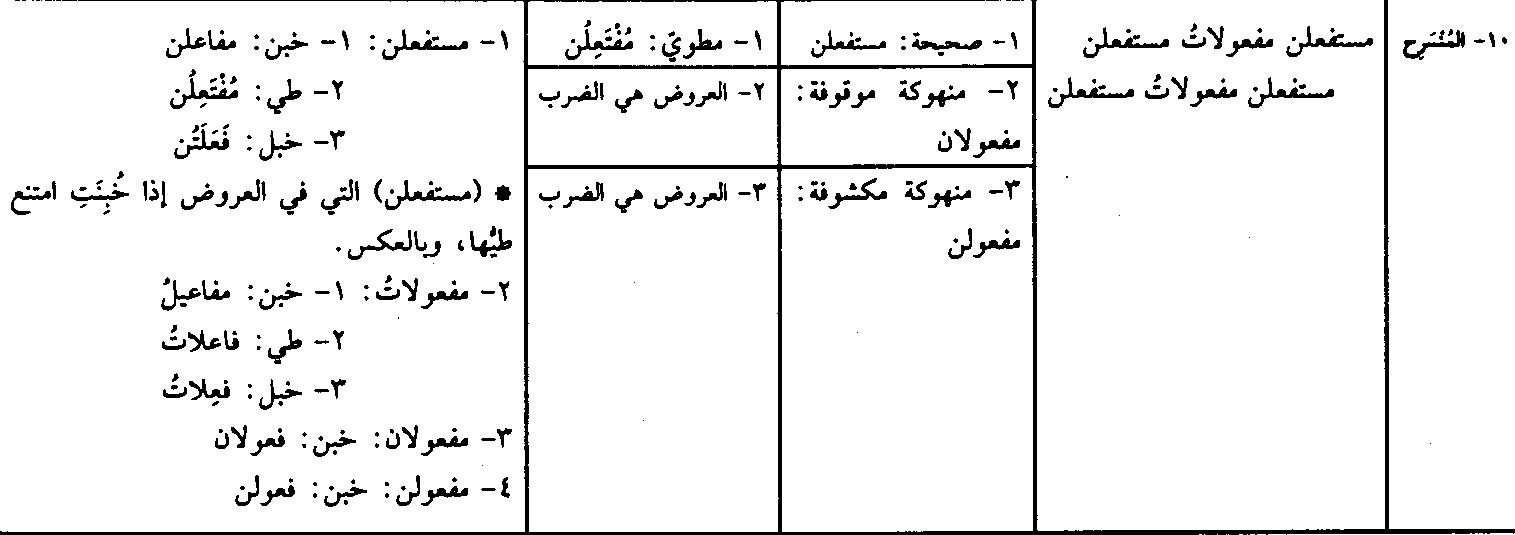 ١٠- المُنْسَرِح
مستفعلن مفعولاتُ مستفعلن
مستفعلن مفعولاتُ مستفعلن
١- صحيحة: مستفعلن
٢- منهوكة موقوفة:
مفعولان
٣- منهوكة مكشوفة:
مفعولن
١- مطويّ: مُفْتَعِلُن
٢- العروض هي الضرب
٣- العروض هي الضرب
١- مستفعلن: ١- خبن: مفاعلن
٢- طي: مُفْتَعِلُن
٣- خبل: فَعَلَتُن
* (مستفعلن) التي في العروض إذا خُبِنَتِ امتنع
طيُّها، وبالعكس.
٢- مفعولاتُ: ١- خبن: مفاعيلُ
٢- طي: فاعلاتُ
٣- خبل: فعِلاتُ
٣- مفعولان: خبن: فعولان
٤- مفعولن: خبن: فعولن